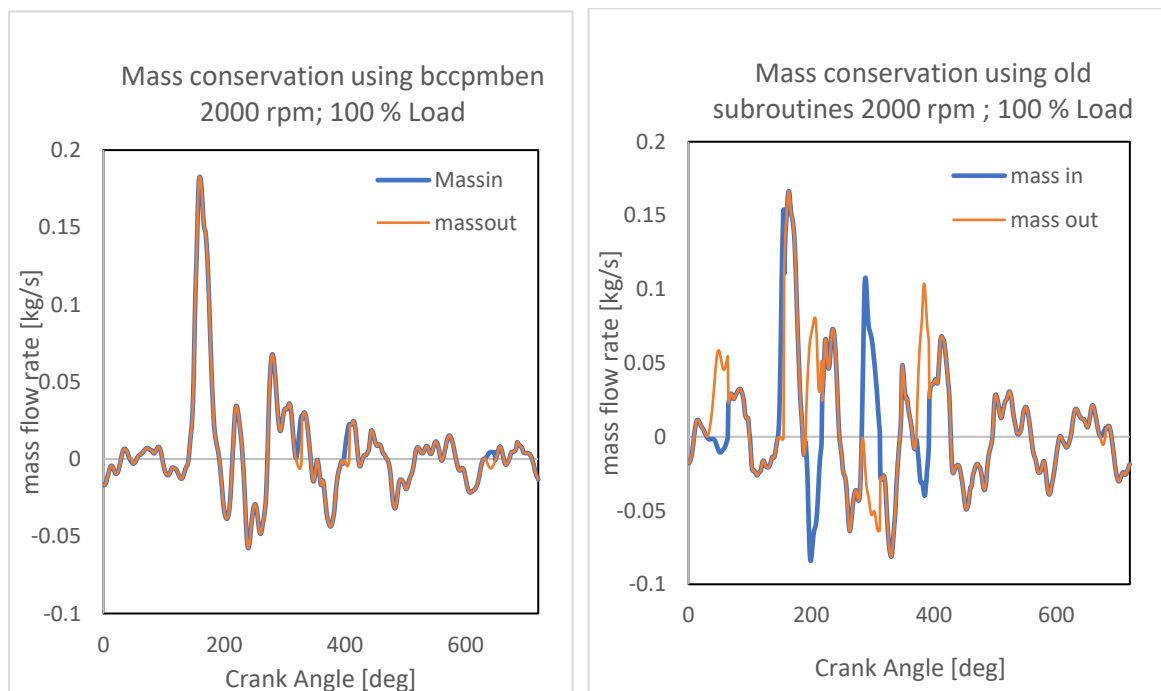 Mass conservation using bccpmben
2000 rpm; 100 % Load
0.2
0.15
0.1
0.05
0
-0.05
-0.1
0
200
400
600
Massin
massout
mass flow rate [kg/s]
Crank Angle [deg]
Mass conservation using old
subroutines 2000 rpm ; 100 % Load
0.2
0.15
0.1
0.05
0
-0.05
-0.1
0
200
400
600
mass in
mass out
mass flow rate [kg/s]
Crank Angle [deg]